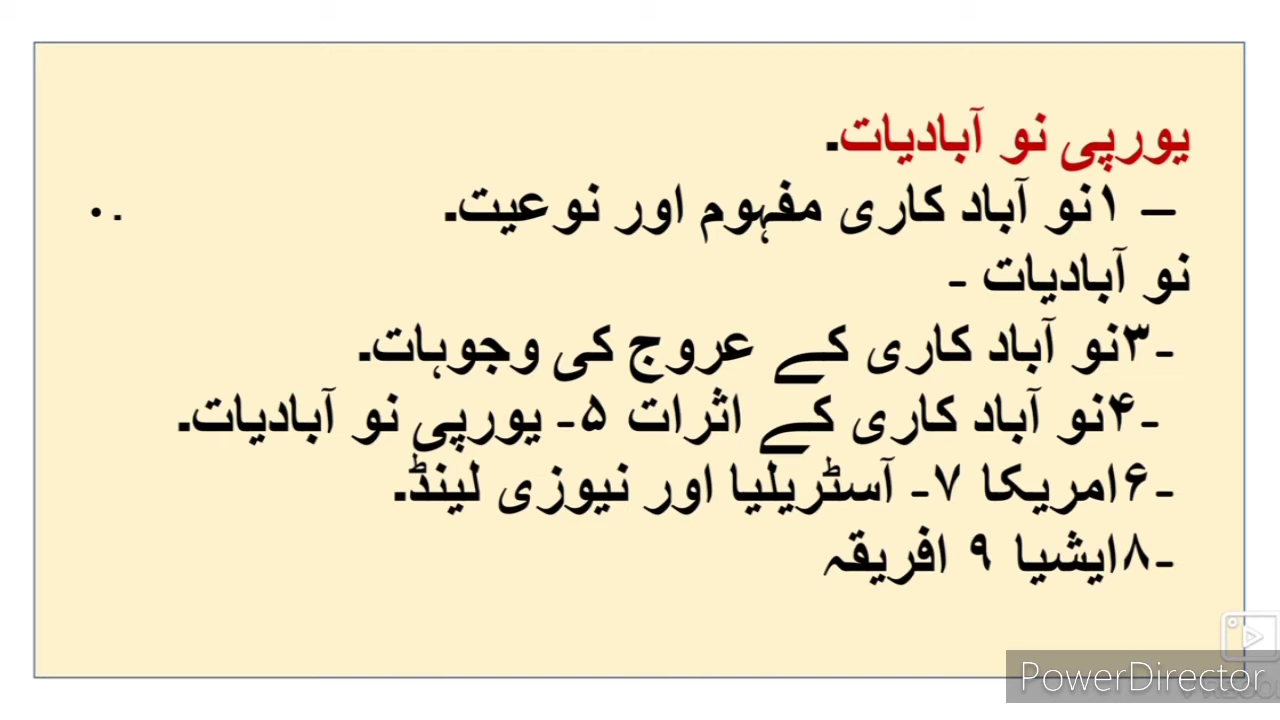 یورپی نو آبادیات.
– ۱نو آباد کاری مفہوم اور نوعیت. . •
نو آبادیات -
-۳نو آباد کاری کے عروج کی وجوہات.
-۴نو آباد کاری کے اثرات ۵- یورپی نو آبادیات.
-۶امریکا ۷- آسٹریلیا اور نیوزی لینڈ.
-۸ایشیا ۹ افریقہ
PowerDirector